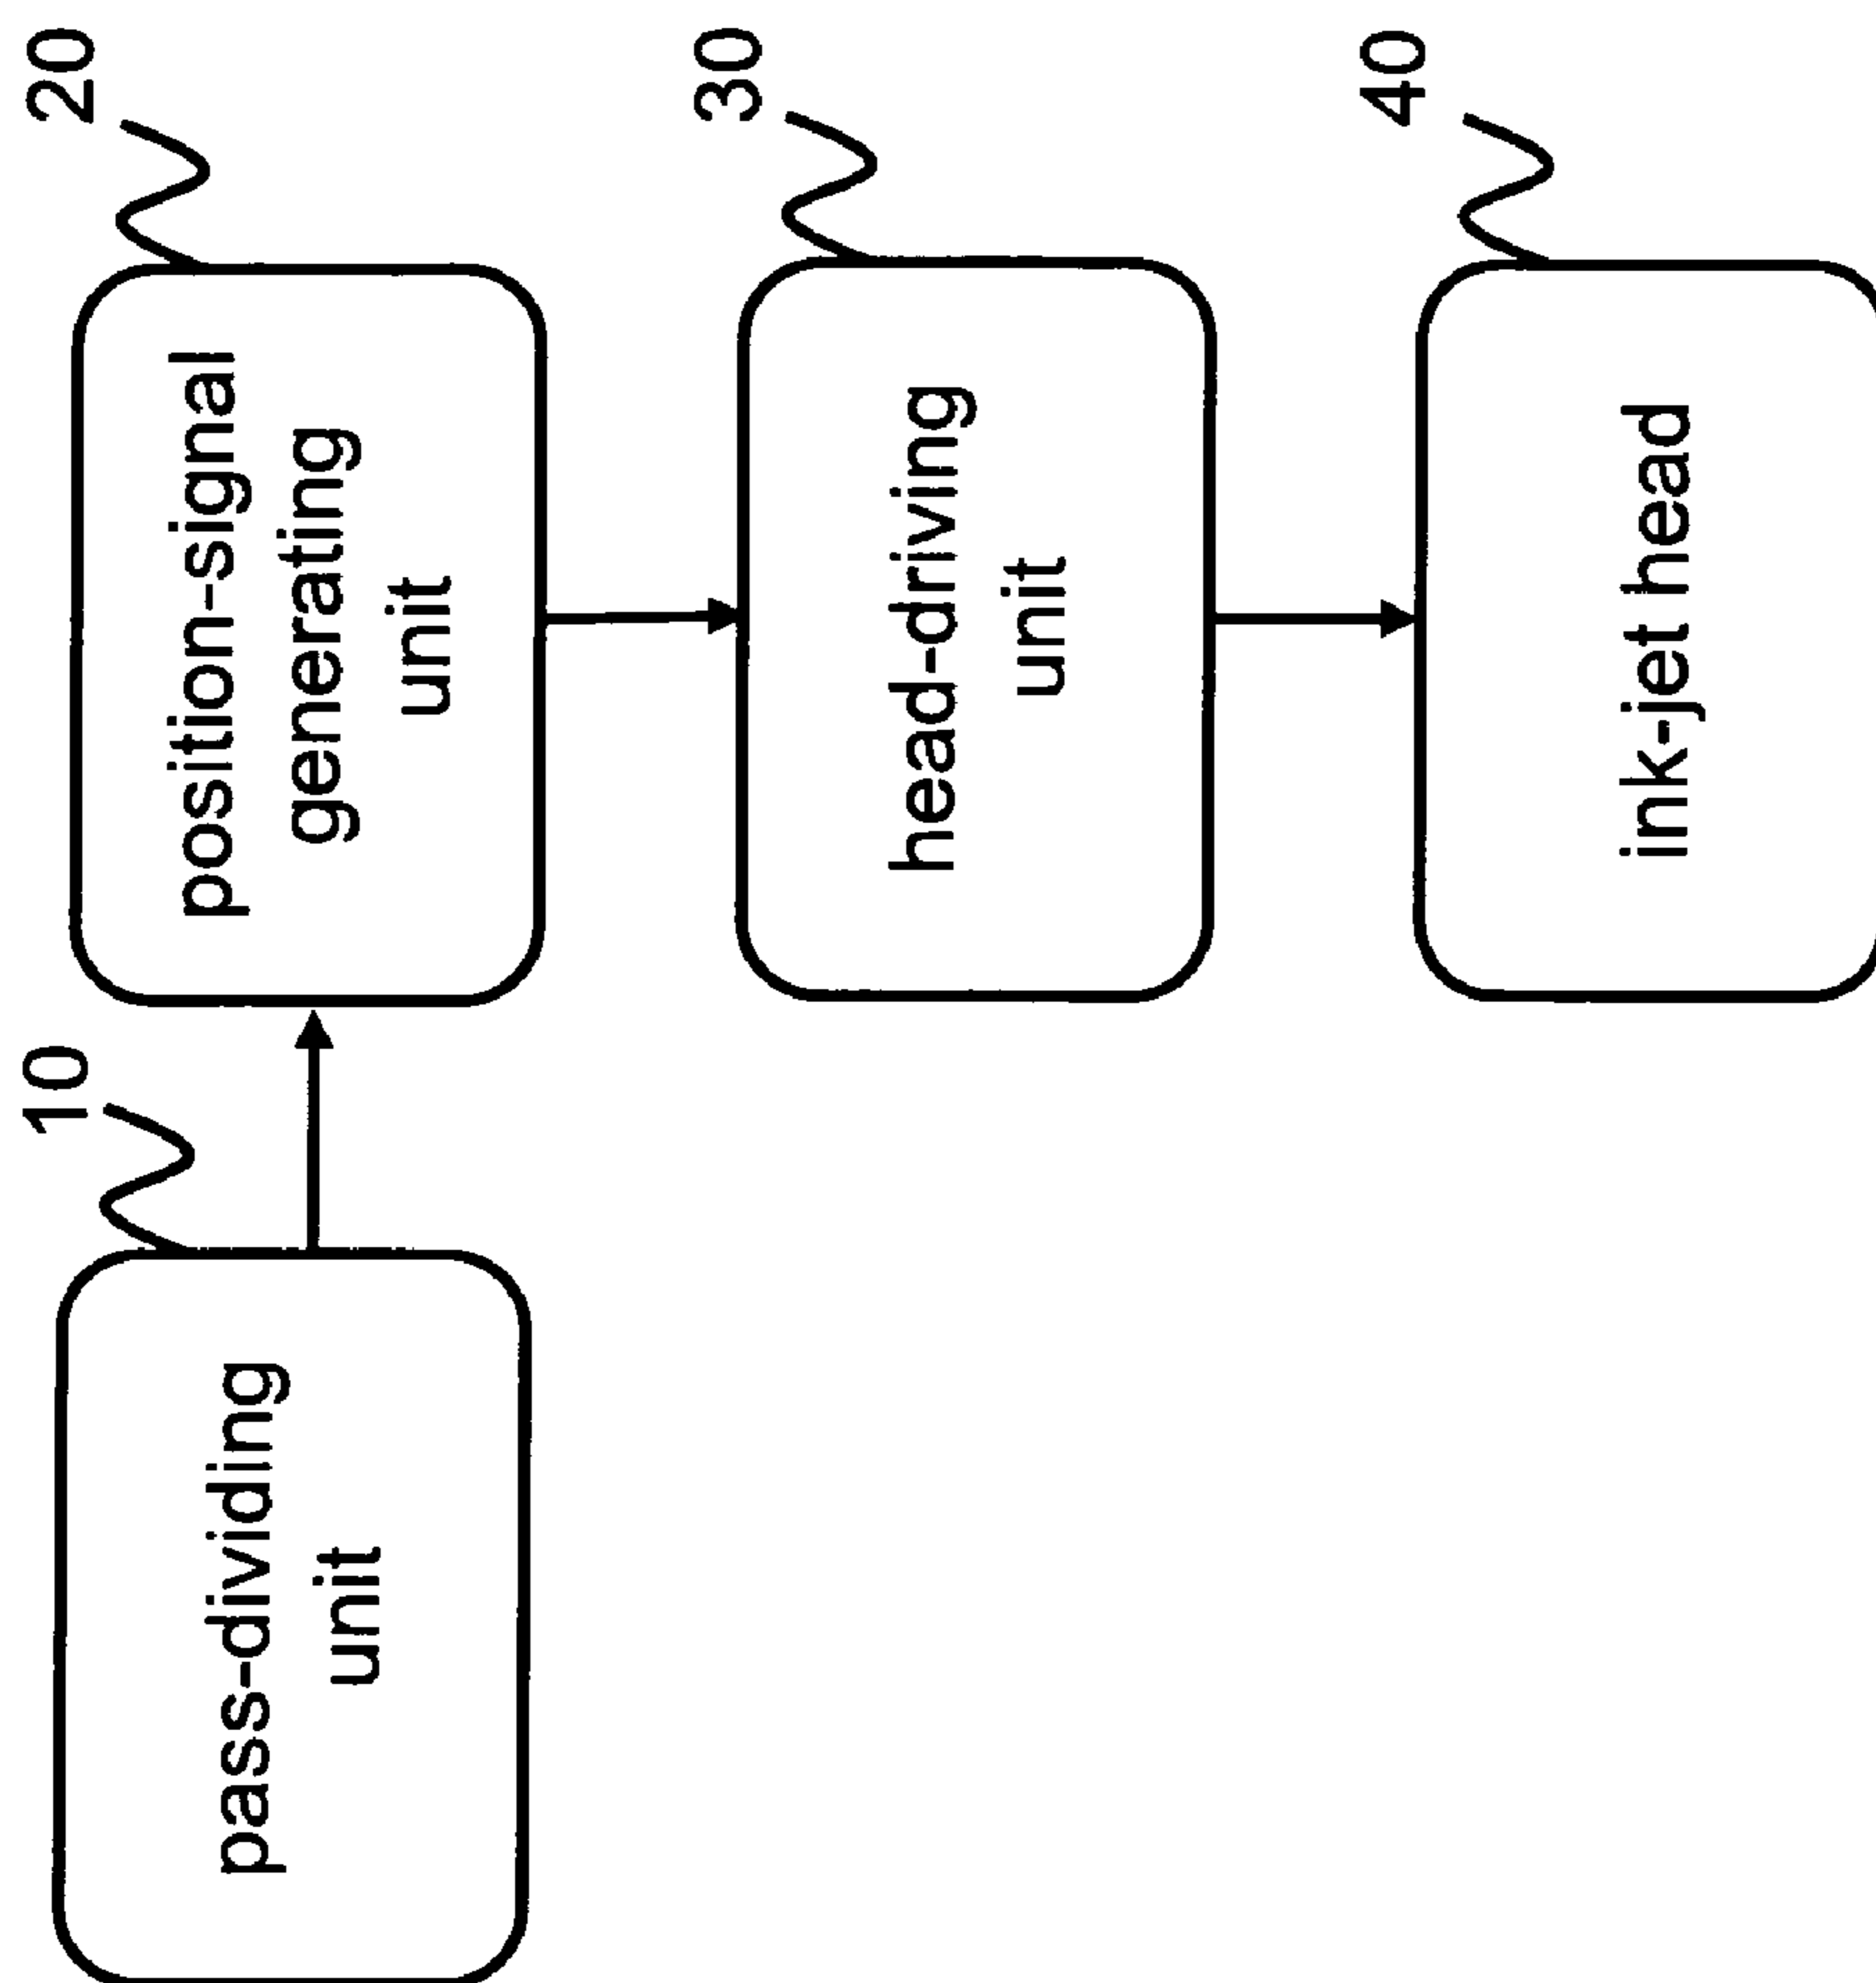 10
pass-dividing
unit
20
position-signal
generating
unit
30
head-driving
unit
40
ink-jet head